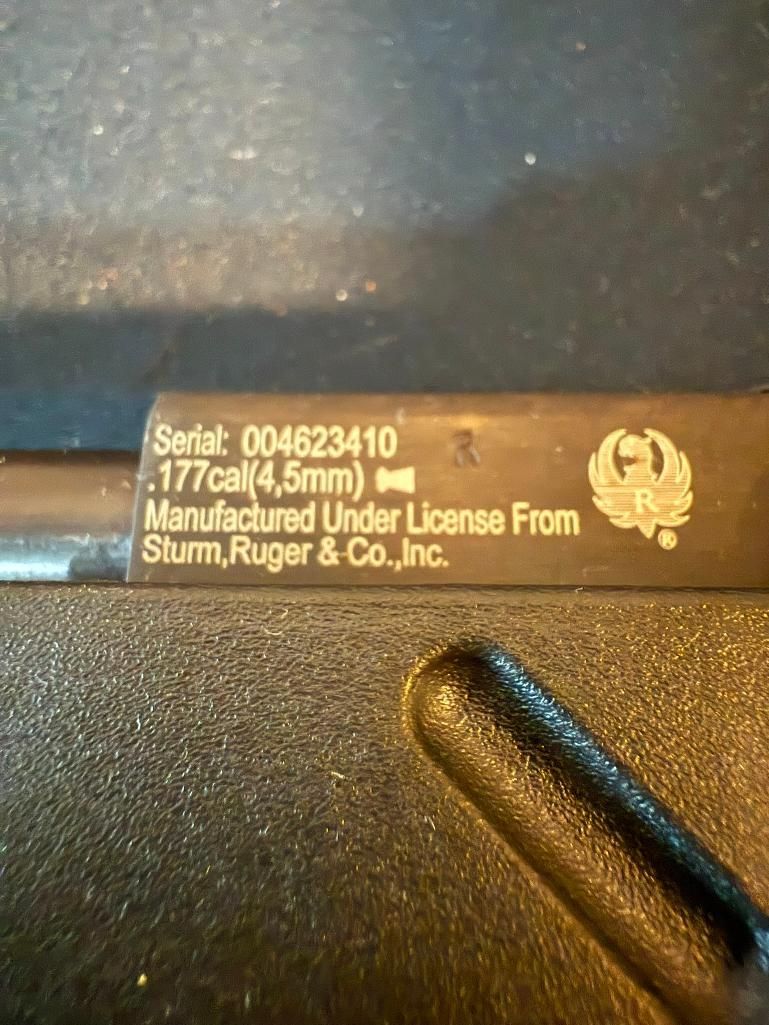 Serial: 004623410
R
.177cal(4,5mm)
Manufactured Under License From
Sturm,Ruger & Co.,Inc.
R
®